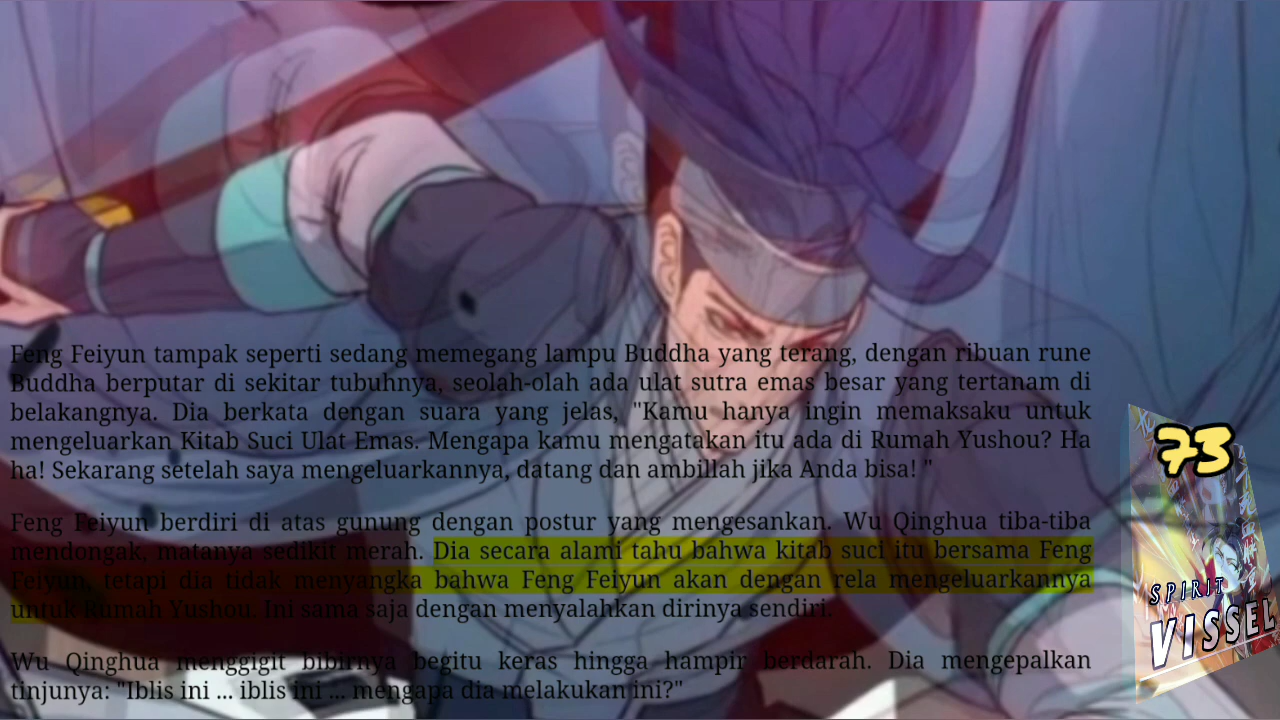 Feng Feiyun tampak seperti sedang memegang lampu Buddha yang terang, dengan ribuan rune
Buddha berputar di sekitar tubuhnya, seolah-olah ada ulat sutra emas besar yang tertanam di
belakangnya. Dia berkata dengan suara yang jelas, "Kamu hanya ingin memaksaku untuk
mengeluarkan Kitab Suci Ulat Emas. Mengapa kamu mengatakan itu ada di Rumah Yushou? Ha
ha! Sekarang setelah saya mengeluarkannya, datang dan ambillah jika Anda bisa! "
Feng Feiyun berdiri di atas gunung dengan postur yang mengesankan. Wu Qinghua tiba-tiba
mendongak, matanya sedikit merah. Dia secara alami tahu bahwa kitab suci itu bersama Feng
Feiyun, tetapi dia tidak menyangka bahwa Feng Feiyun akan dengan rela mengeluarkannya
untuk Rumah Yushou. Ini sama saja dengan menyalahkan dirinya sendiri.
Wu Qinghua menggigit bibirnya begitu keras hingga hampir berdarah. Dia mengepalkan
tinjunya: "Iblis ini ... iblis ini ... mengapa dia melakukan ini?"
73
SPIRIT
VISSEL